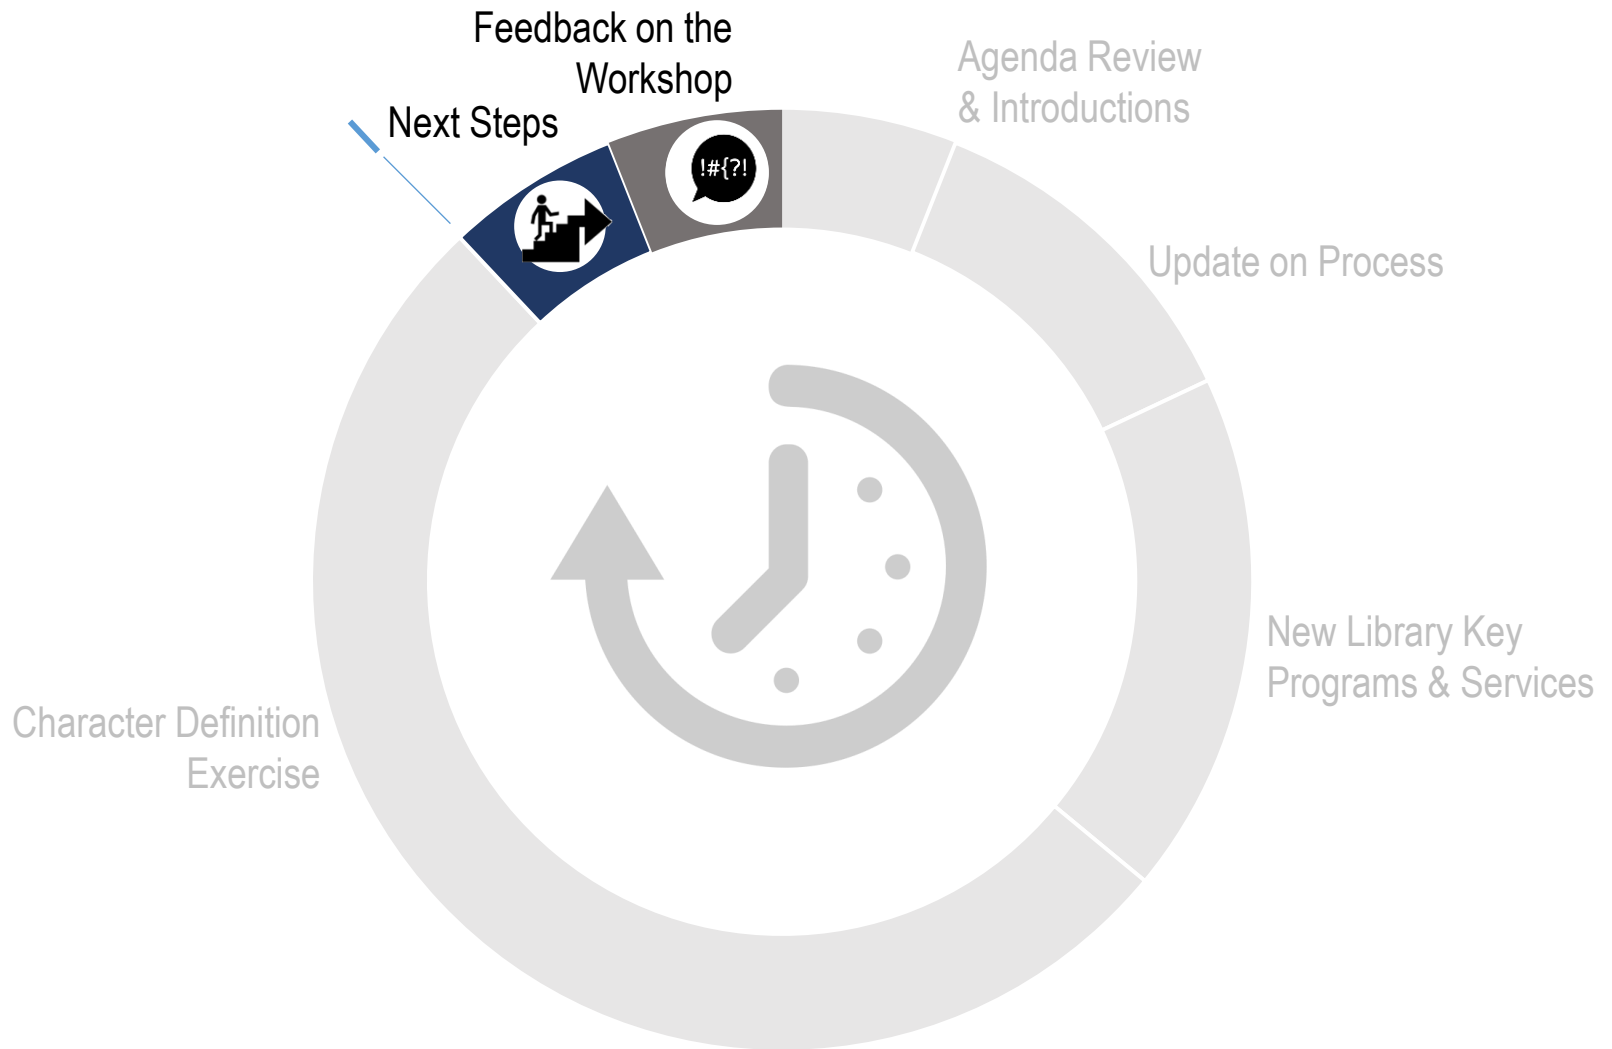 Feedback on the
Workshop
Next Steps
!#{?!
Agenda Review
& Introductions
Update on Process
New Library Key
Programs & Services
Character Definition
Exercise